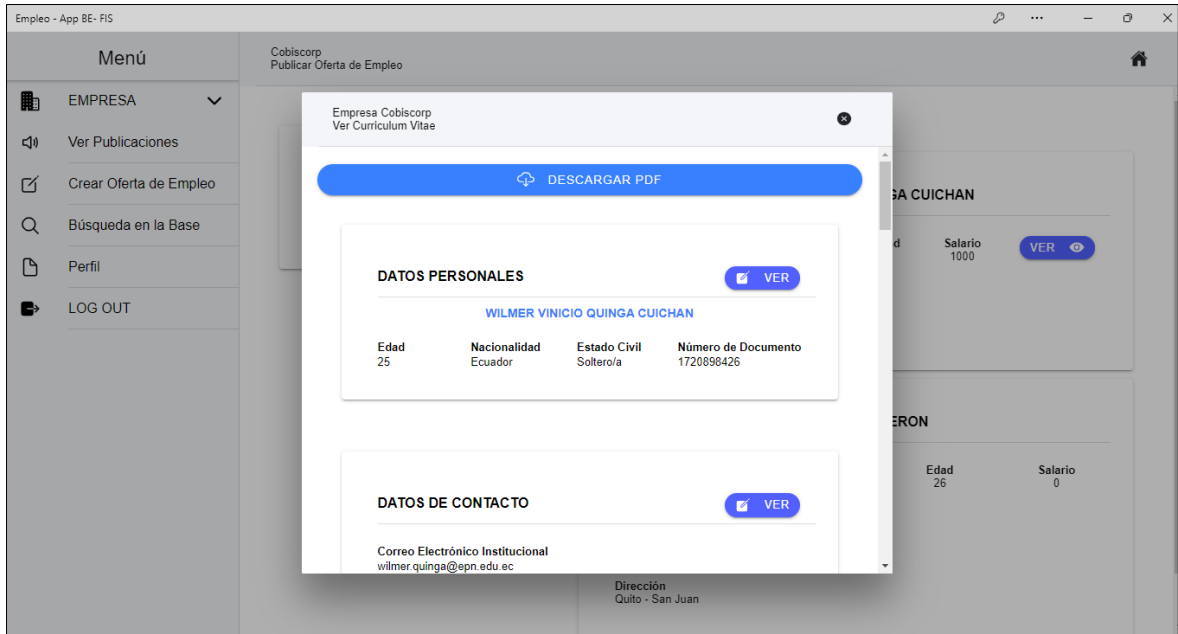 Empleo - App BE- FIS
Menú
EMPRESA
Ver Publicaciones
Crear Oferta de Empleo
Búsqueda en la Base
Perfil
LOG OUT
Cobiscorp
Publicar Oferta de Empleo
Empresa Cobiscorp
Ver Curriculum Vitae
DESCARGAR PDF
DATOS PERSONALES
VER
WILMER VINICIO QUINGA CUICHAN
Edad Nacionalidad Estado Civil Número de Documento
25 Ecuador Soltero/a 1720898426
DATOS DE CONTACTO
VER
Correo Electrónico Institucional
wilmer.quinga@epn.edu.ec
CUICHAN
Salario
1000
VER
Edad Salario
26 0
Dirección
Quito - San Juan